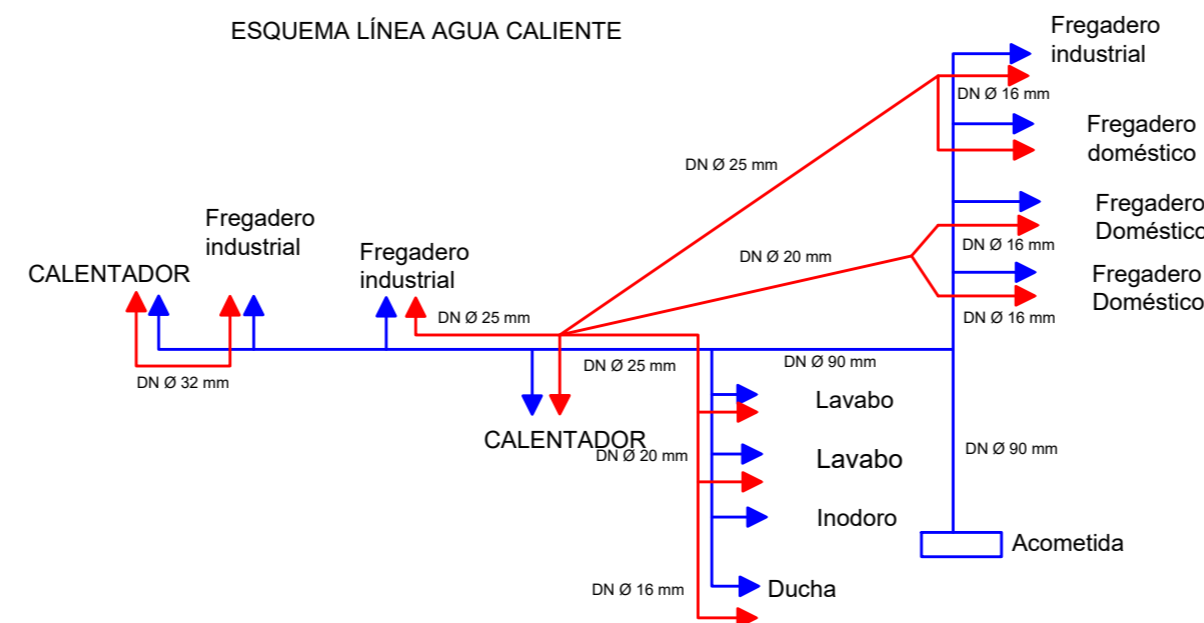 ESQUEMA LÍNEA AGUA CALIENTE
Fregadero
industrial
DN Ø 16 mm
Fregadero
doméstico
DN Ø 25 mm
Fregadero
Doméstico
DN Ø 16 mm
DN Ø 20 mm
Fregadero
Doméstico
DN Ø 16 mm
Fregadero
industrial
Fregadero
industrial
CALENTADOR
DN Ø 25 mm
DN Ø 32 mm
DN Ø 25 mm
DN Ø 90 mm
Lavabo
CALENTADOR
DN Ø 20 mm
Lavabo
DN Ø 90 mm
Inodoro
Acometida
DN Ø 16 mm
Ducha